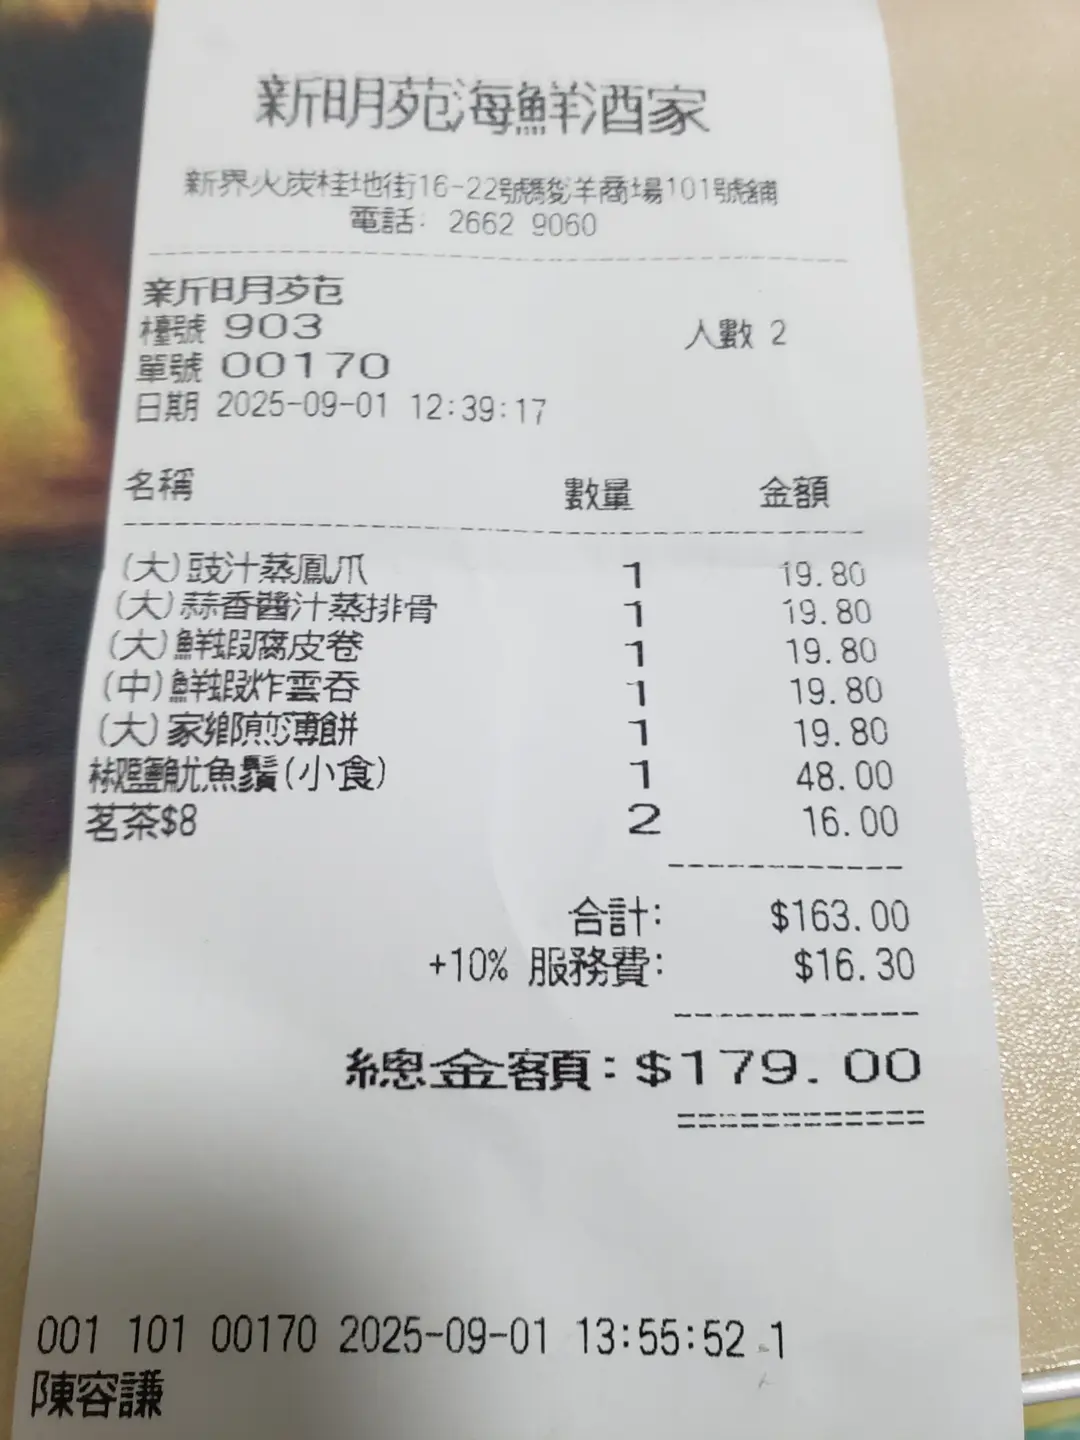 新明苑海鮮酒家
新界火炭桂地街16-22號駿洋商場101號舖
電話: 2662 9060
新明苑
檯號 903 人數 2
單號 00170
日期 2025-09-01 12:39:17
名稱 數量 金額
(大)豉汁蒸鳳爪 1 19.80
(大)蒜香醬汁蒸排骨 1 19.80
(大)鮮蝦腐皮卷 1 19.80
(中)鮮蝦炸雲吞 1 19.80
(大)家鄉煎薄餅 1 19.80
椒鹽魷魚鬚(小食) 1 48.00
茗茶$8 2 16.00
合計: $163.00
+10% 服務費: $16.30
總金額: $179.00
001 101 00170 2025-09-01 13:55:52 1
陳容謙